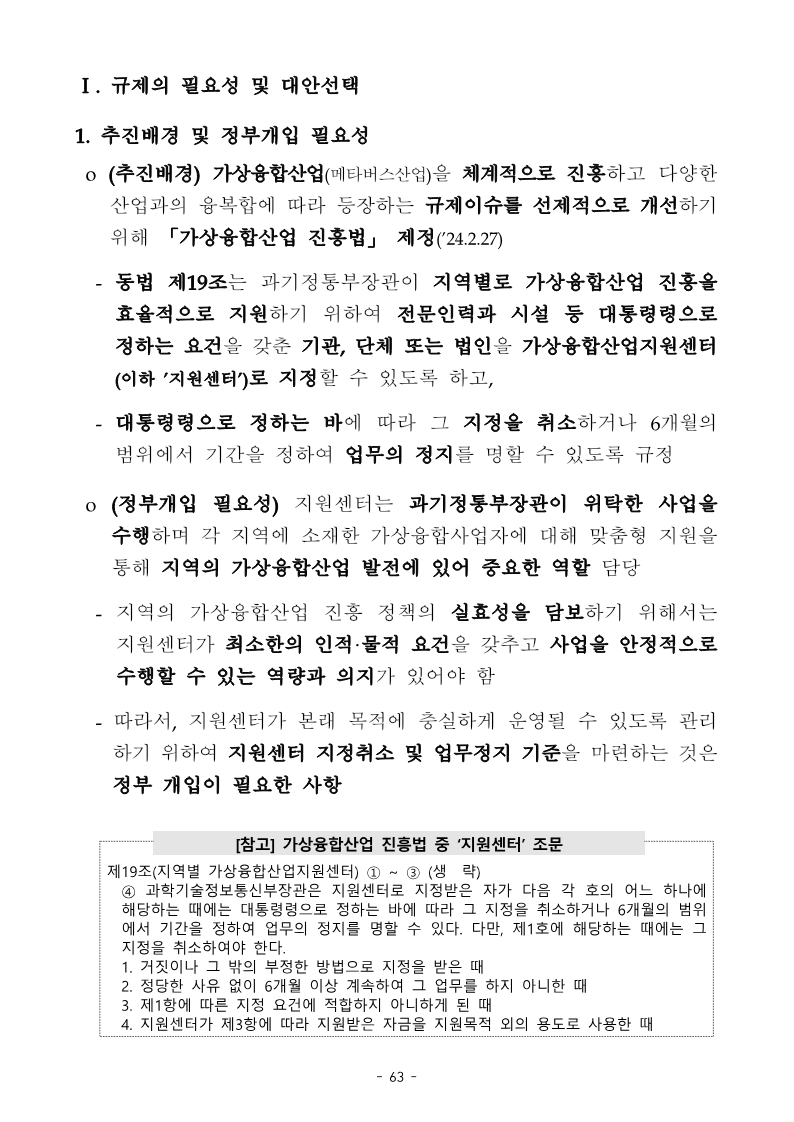 Ⅰ. 규제의 필요성 및 대안선택
1. 추진배경 및 정부개입 필요성
o (추진배경) 가상융합산업(메타버스산업)을 체계적으로 진흥하고 다양한
산업과의 융복합에 따라 등장하는 규제이슈를 선제적으로 개선하기
위해 「가상융합산업 진흥법」 제정(’24.2.27)
- 동법 제19조는 과기정통부장관이 지역별로 가상융합산업 진흥을
효율적으로 지원하기 위하여 전문인력과 시설 등 대통령령으로
정하는 요건을 갖춘 기관, 단체 또는 법인을 가상융합산업지원센터
(이하 ’지원센터’)로 지정할 수 있도록 하고,
- 대통령령으로 정하는 바에 따라 그 지정을 취소하거나 6개월의
범위에서 기간을 정하여 업무의 정지를 명할 수 있도록 규정
o (정부개입 필요성) 지원센터는 과기정통부장관이 위탁한 사업을
수행하며 각 지역에 소재한 가상융합사업자에 대해 맞춤형 지원을
통해 지역의 가상융합산업 발전에 있어 중요한 역할 담당
- 지역의 가상융합산업 진흥 정책의 실효성을 담보하기 위해서는
지원센터가 최소한의 인적·물적 요건을 갖추고 사업을 안정적으로
수행할 수 있는 역량과 의지가 있어야 함
- 따라서, 지원센터가 본래 목적에 충실하게 운영될 수 있도록 관리
하기 위하여 지원센터 지정취소 및 업무정지 기준을 마련하는 것은
정부 개입이 필요한 사항
[참고] 가상융합산업 진흥법 중 ‘지원센터’ 조문
제19조(지역별 가상융합산업지원센터) ① ~ ③ (생 략)
④ 과학기술정보통신부장관은 지원센터로 지정받은 자가 다음 각 호의 어느 하나에
해당하는 때에는 대통령령으로 정하는 바에 따라 그 지정을 취소하거나 6개월의 범위
에서 기간을 정하여 업무의 정지를 명할 수 있다. 다만, 제1호에 해당하는 때에는 그
지정을 취소하여야 한다.
1. 거짓이나 그 밖의 부정한 방법으로 지정을 받은 때
2. 정당한 사유 없이 6개월 이상 계속하여 그 업무를 하지 아니한 때
3. 제1항에 따른 지정 요건에 적합하지 아니하게 된 때
4. 지원센터가 제3항에 따라 지원받은 자금을 지원목적 외의 용도로 사용한 때
- 63 -